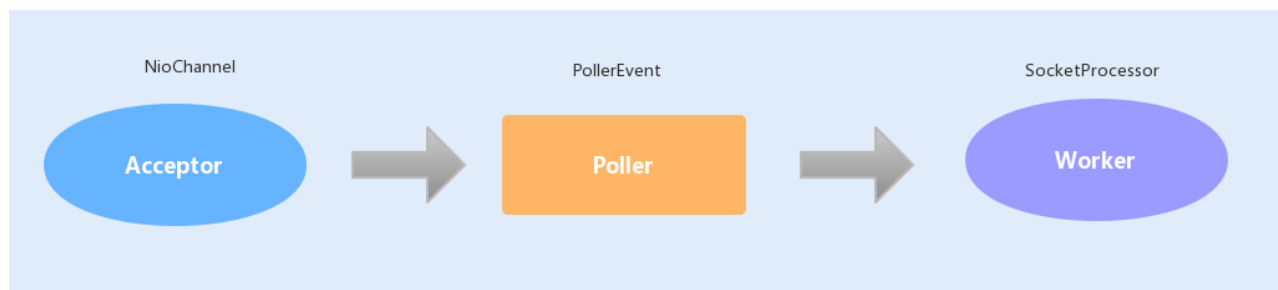 NioChannel
PollerEvent
SocketProcessor
Acceptor
Poller
Worker